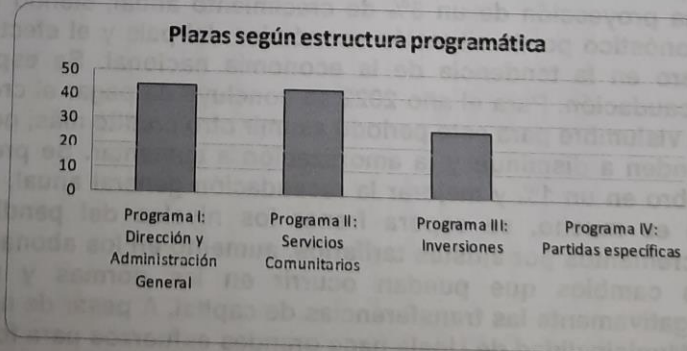 Plazas según estructura programática
50
40
30
20
10
0
Programa I:
Dirección y
Administración
General
Programa II:
Servicios
Comunitarios
Programa III:
Inversiones
Programa IV:
Partidas específicas